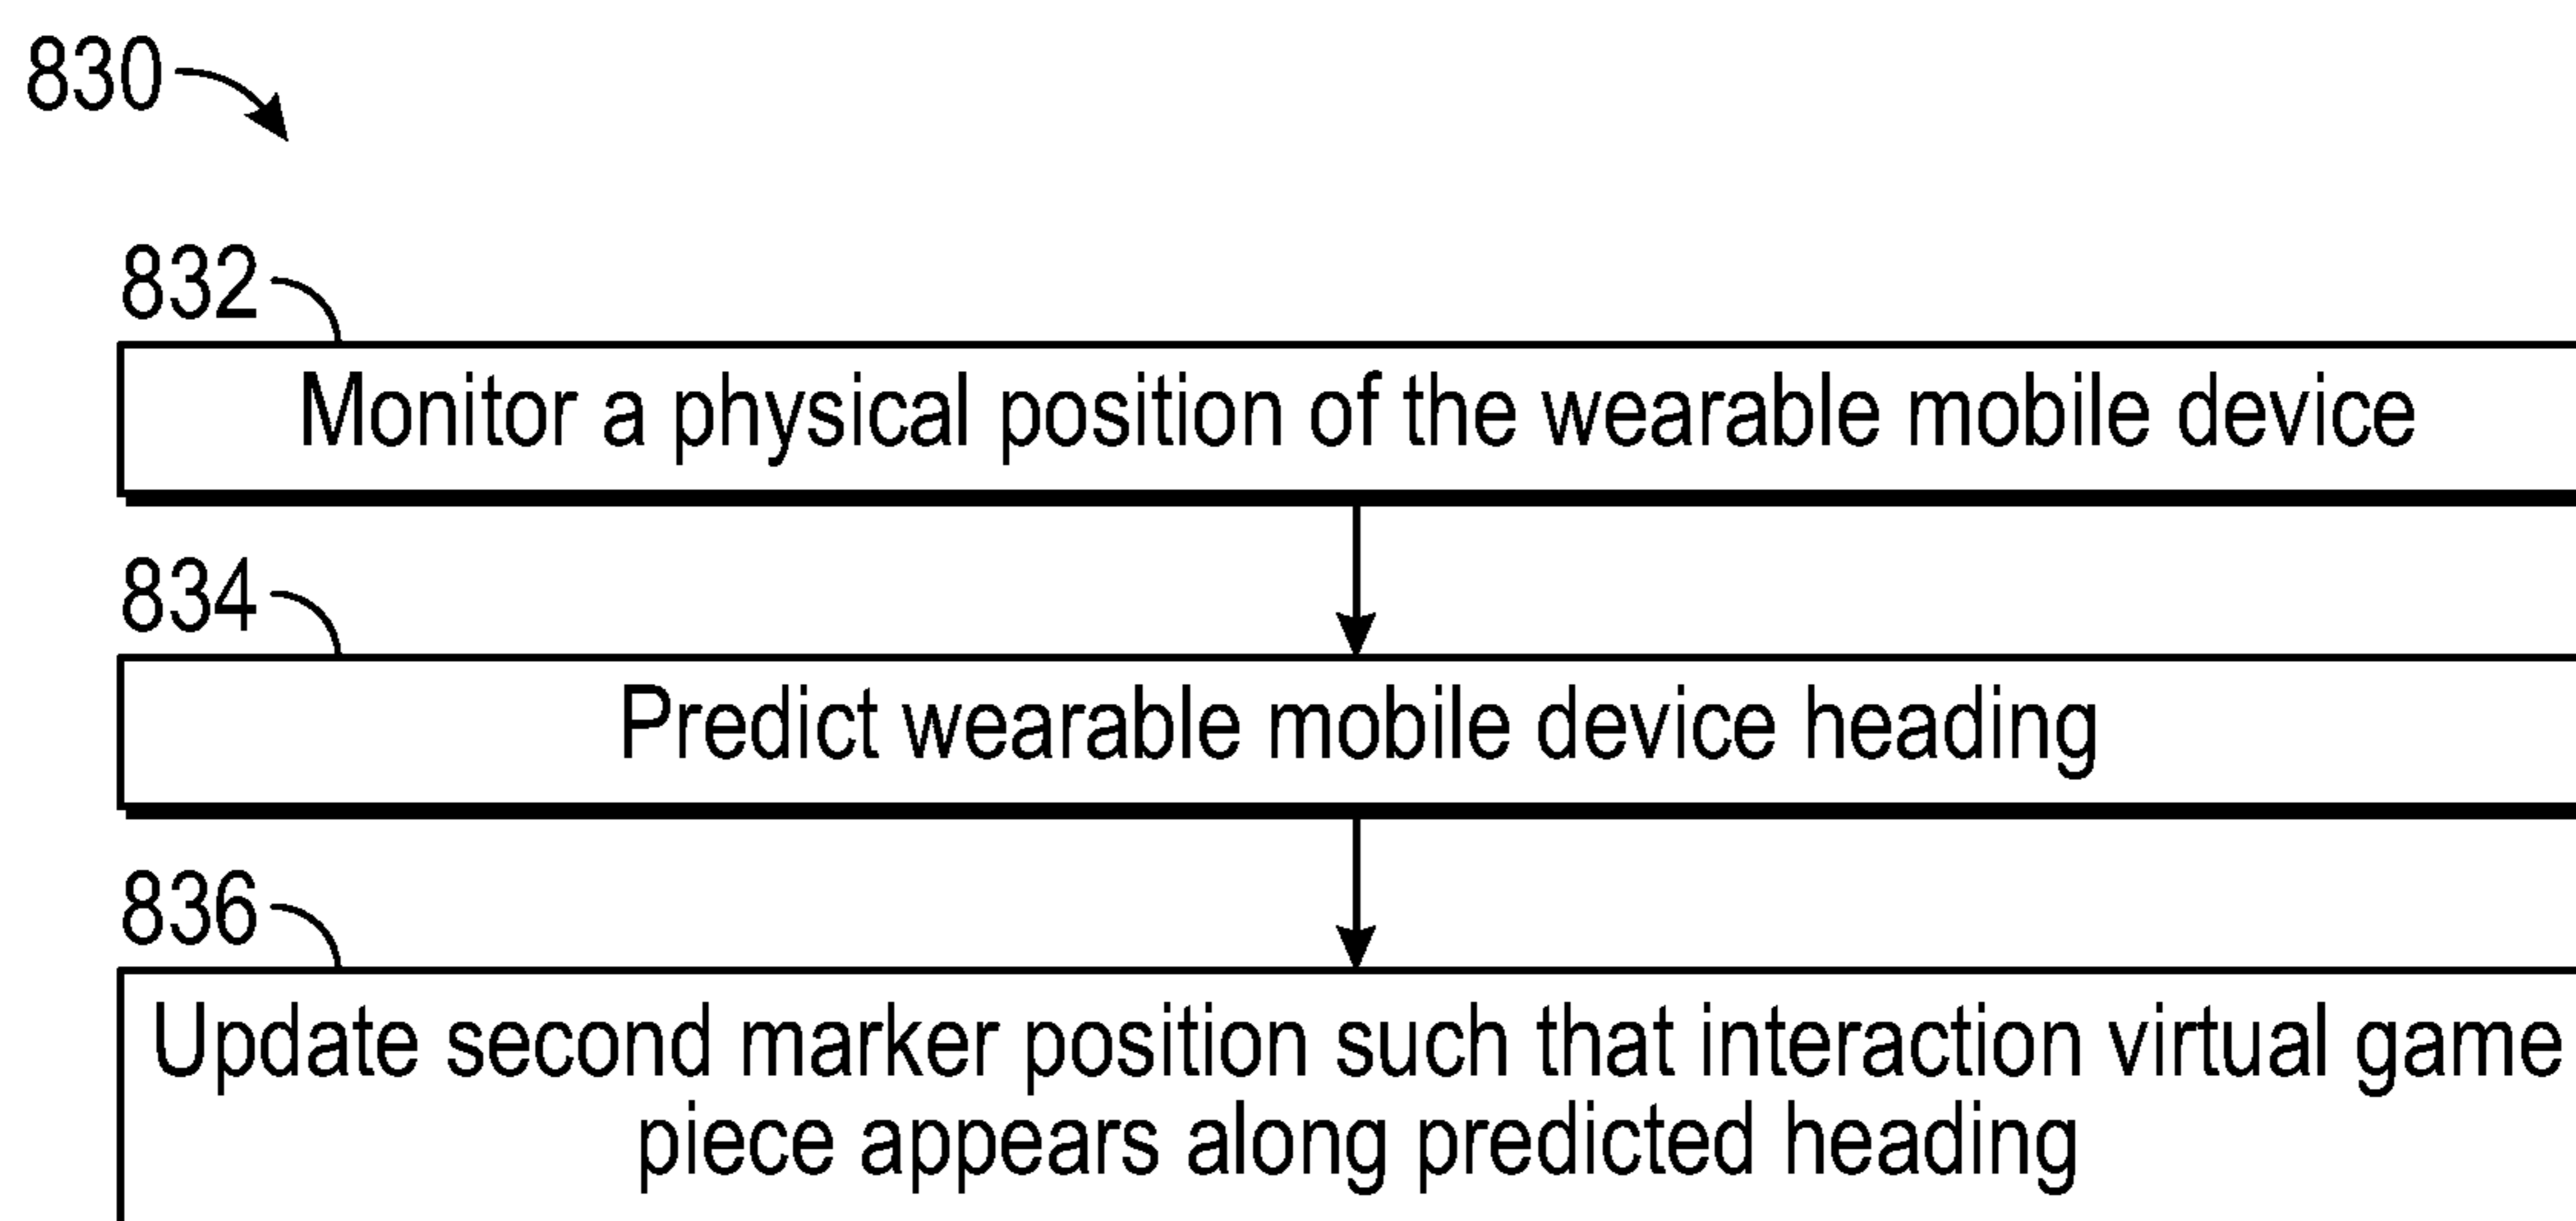 830
832
Monitor a physical position of the wearable mobile device
834
Predict wearable mobile device heading
836
Update second marker position such that interaction virtual game
piece appears along predicted heading